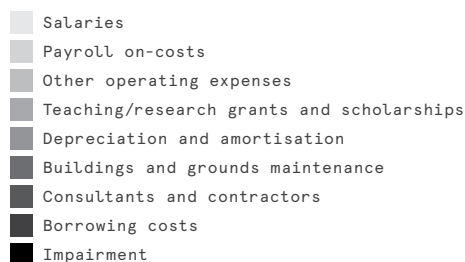 Salaries
Payroll on-costs
Other operating expenses
Teaching/research grants and scholarships
Depreciation and amortisation
Buildings and grounds maintenance
Consultants and contractors
Borrowing costs
Impairment